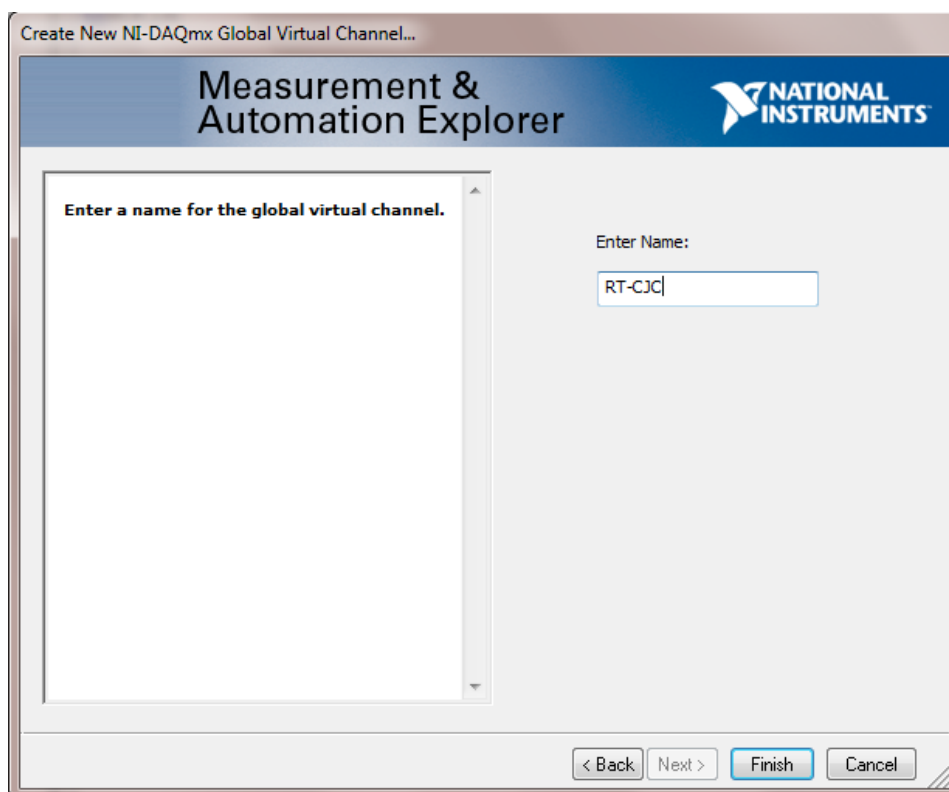 Create New NI-DAQmx Global Virtual Channel...
Measurement &
Automation Explorer
NATIONAL
INSTRUMENTS™
Enter a name for the global virtual channel.
Enter Name:
RT-CJC
< Back
Next >
Finish
Cancel